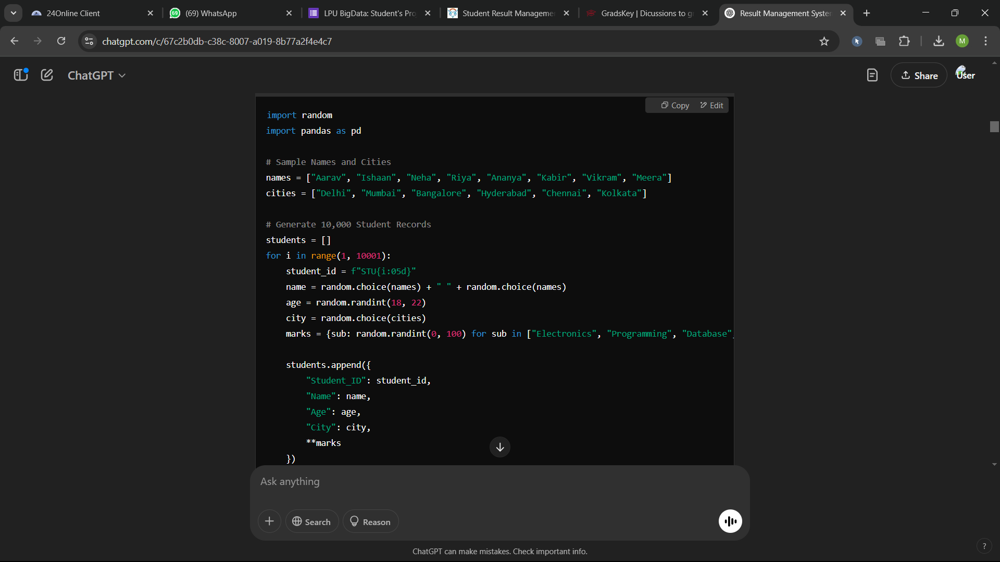 24Online Client
(69) WhatsApp
LPU BigData: Student's Pro
Student Result Manageme
GradsKey | Dicussions to g
Result Management Syste
chatgpt.com/c/67c2b0db-c38c-8007-a019-8b77a2f4e4c7
M
ChatGPT
Share
User
Copy
Edit
import random
import pandas as pd
# Sample Names and Cities
names = ["Aarav", "Ishaan", "Neha", "Riya", "Ananya", "Kabir", "Vikram", "Meera"]
cities = ["Delhi", "Mumbai", "Bangalore", "Hyderabad", "Chennai", "Kolkata"]
# Generate 10,000 Student Records
students = []
for i in range(1, 10001):
student_id = f"STU{i:05d}"
name = random.choice(names) + " " + random.choice(names)
age = random.randint(18, 22)
city = random.choice(cities)
marks = {sub: random.randint(0, 100) for sub in ["Electronics", "Programming", "Database"
students.append({
"Student_ID": student_id,
"Name": name,
"Age": age,
"City": city,
**marks
})
Ask anything
Search
Reason
ChatGPT can make mistakes. Check important info.
?